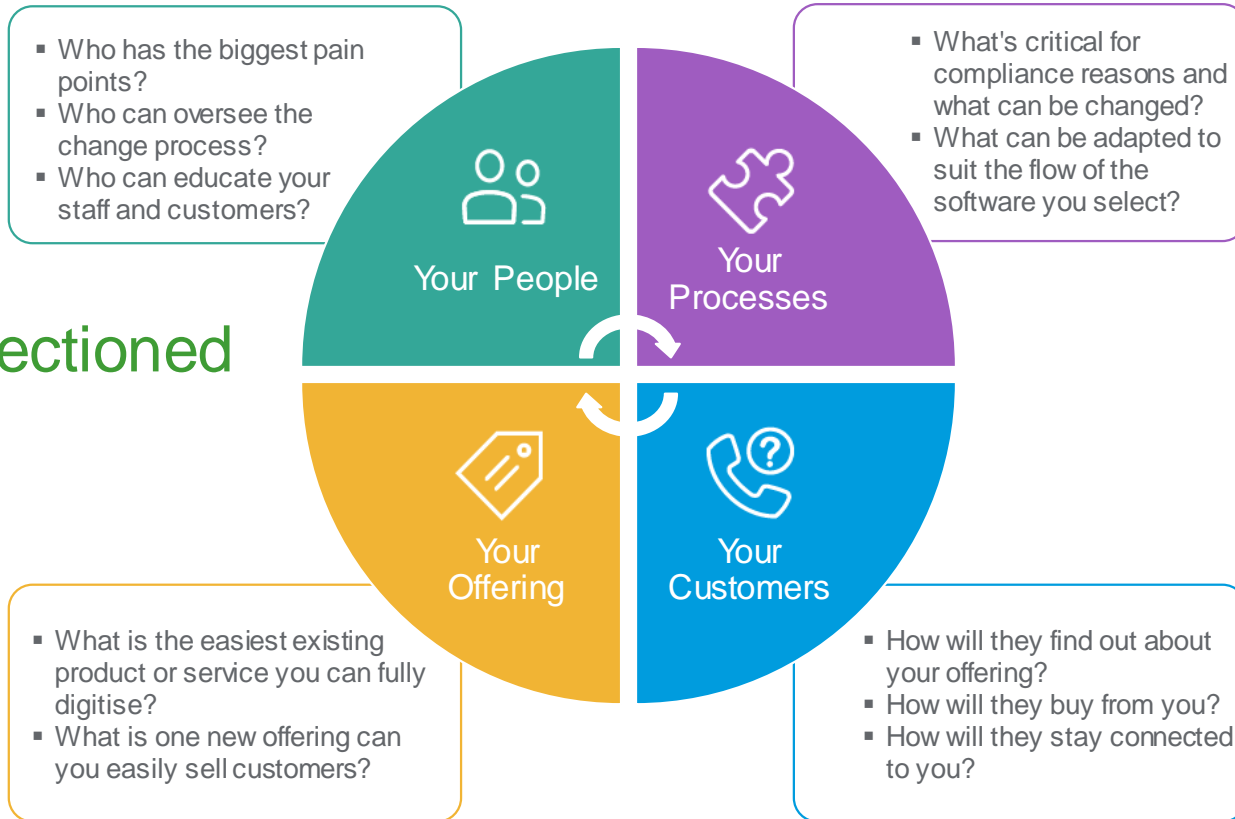 ▪ Who has the biggest pain
points?
▪ Who can oversee the
change process?
▪ Who can educate your
staff and customers?
▪ What's critical for
compliance reasons and
what can be changed?
▪ What can be adapted to
suit the flow of the
software you select?
Your People
Your
Processes
ectioned
?
Your
Offering
Your
Customers
▪ What is the easiest existing
product or service you can fully
digitise?
▪ What is one new offering can
you easily sell customers?
▪ How will they find out about
your offering?
▪ How will they buy from you?
▪ How will they stay connected
to you?